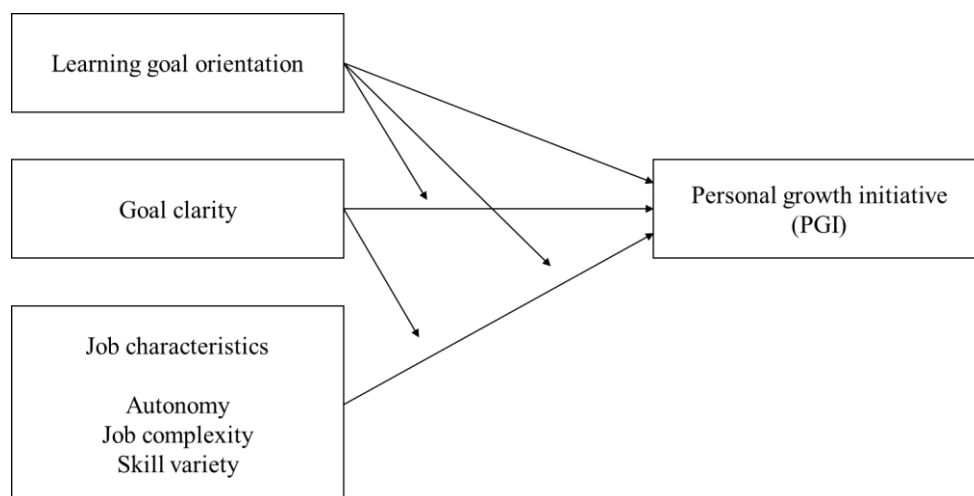 Learning goal orientation
Goal clarity
Personal growth initiative
(PGI)
Job characteristics
Autonomy
Job complexity
Skill variety